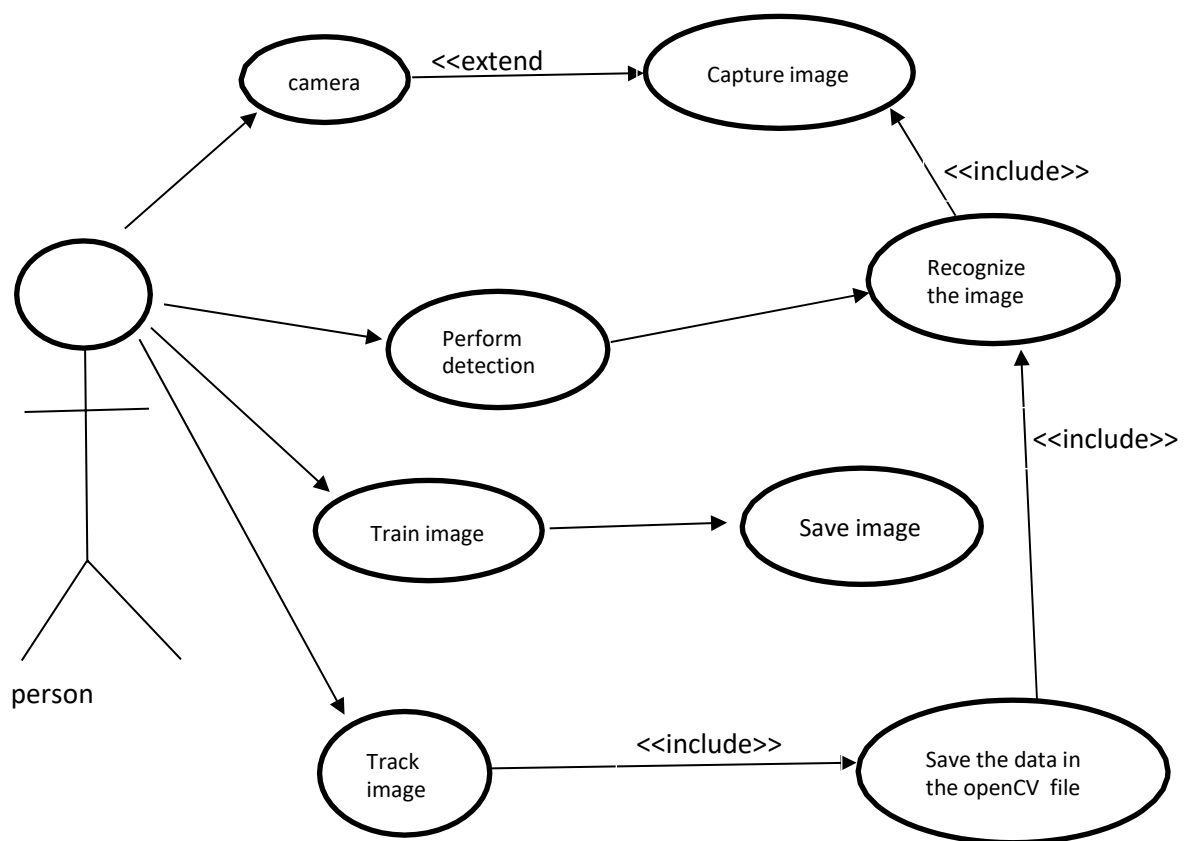 camera
<<extend
Capture image
<<include>>
Recognize
the image
Perform
detection
<<include>>
Train image
Save image
person
Track
image
<<include>>
Save the data in
the openCV file